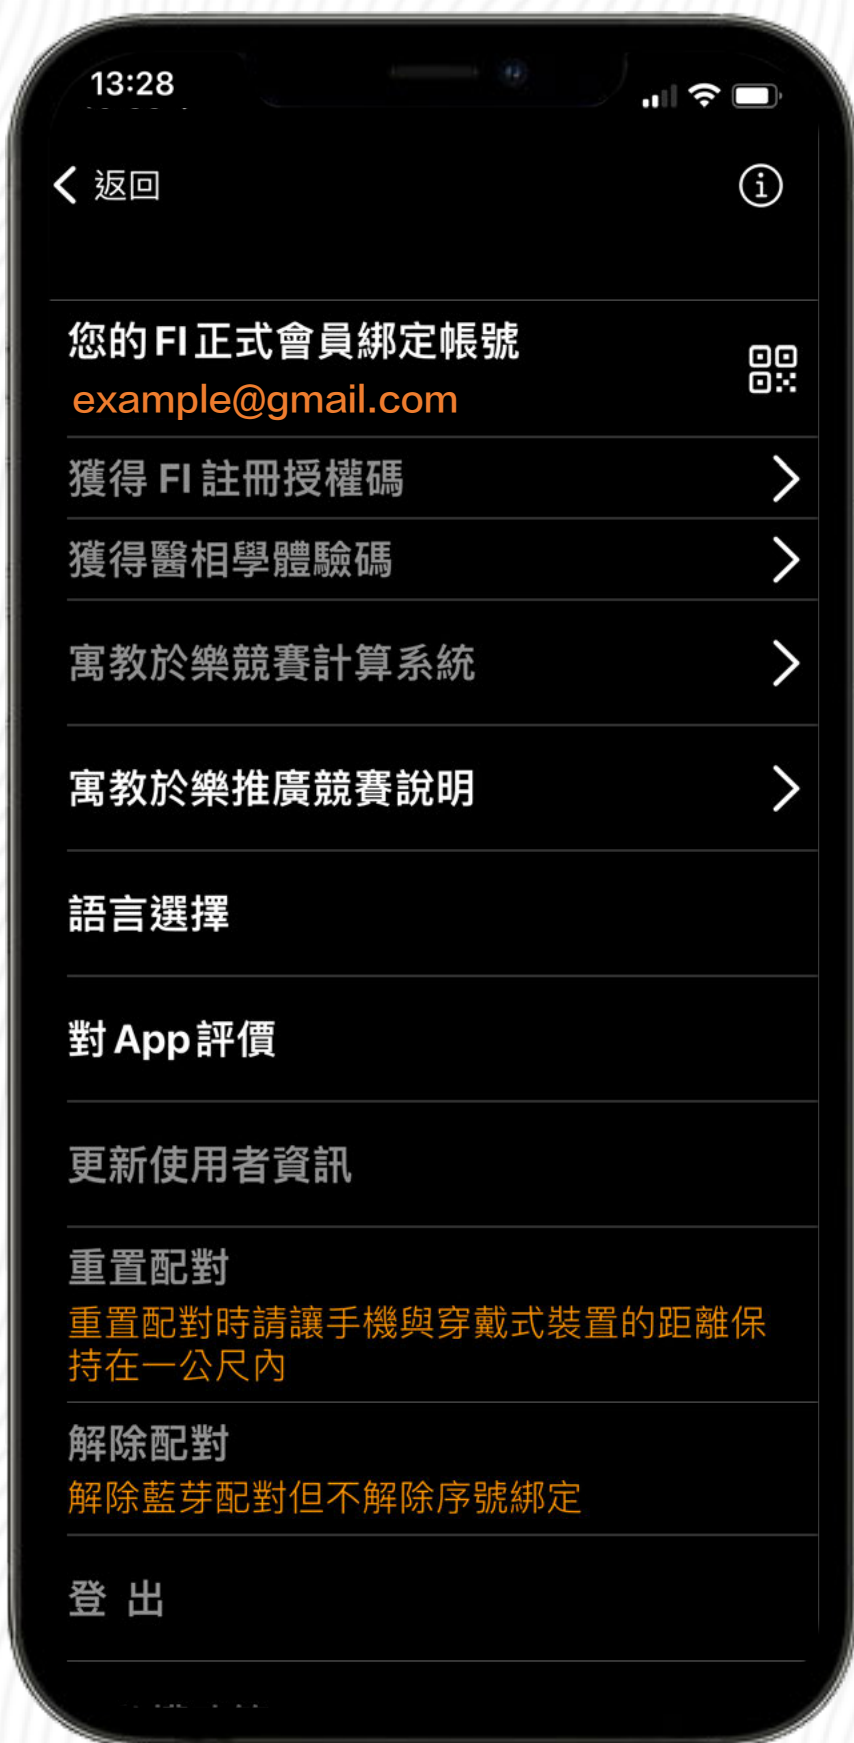 13:28
返回
您的FI正式會員綁定帳號
example@gmail.com
獲得 FI 註冊授權碼
獲得醫相學體驗碼
寓教於樂競賽計算系統
寓教於樂推廣競賽說明
語言選擇
對App評價
更新使用者資訊
重置配對
重置配對時請讓手機與穿戴式裝置的距離保
持在一公尺內
解除配對
解除藍芽配對但不解除序號綁定
登 出